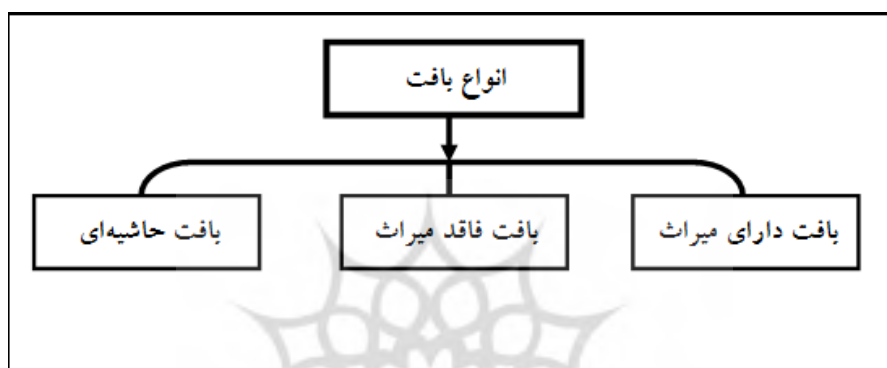 انواع بافت
بافت دارای میراث
بافت فاقد میراث
بافت حاشیه‌ای